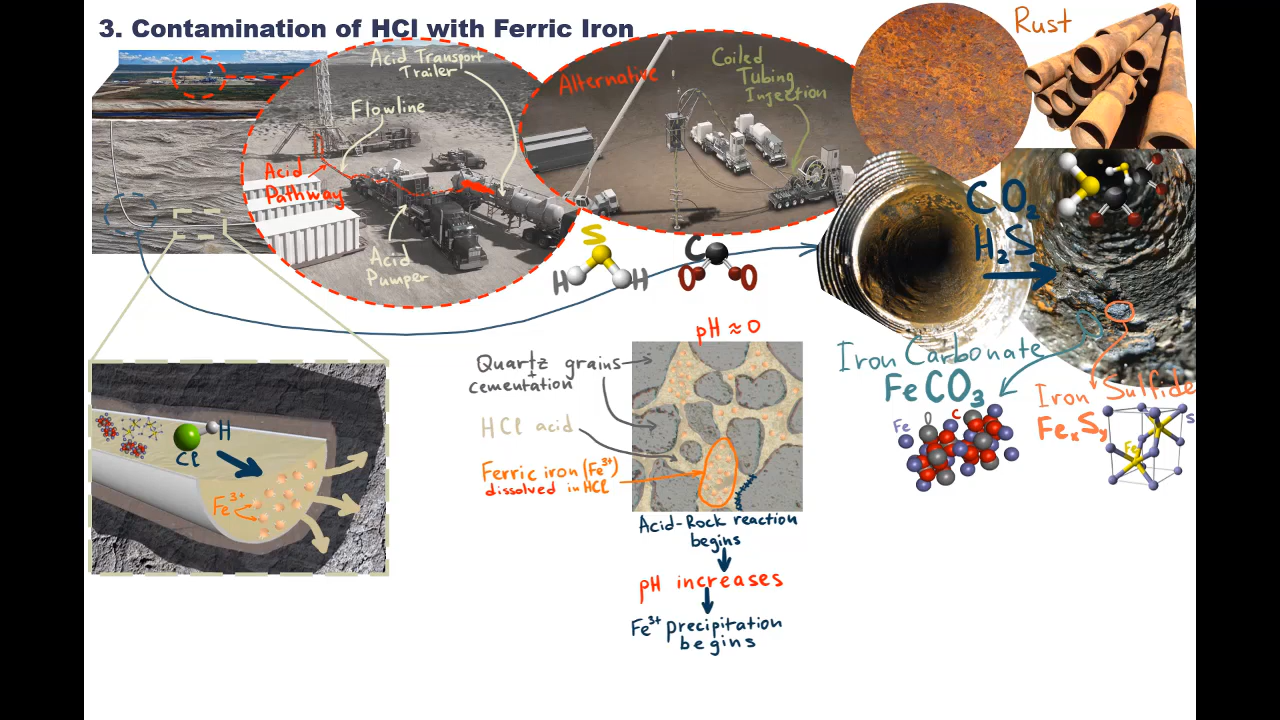 3. Contamination of HCl with Ferric Iron
Acid Transport
Trailer
Flowline
Acid
Pathway
Acid
Pumper
Alternative
Coiled
Tubing
Injection
Rust
CO₂
H₂S
S
H
H
C
O
O
Iron Carbonate
FeCO₃
Fe
O
C
Iron Sulfide
FeₓSᵧ
Fe
S
Cl
H
Fe³⁺
pH ≈ 0
Quartz grains
+
cementation
HCl acid
Ferric iron (Fe³⁺)
dissolved in HCl
Acid-Rock reaction
begins
pH increases
Fe³⁺ precipitation
begins